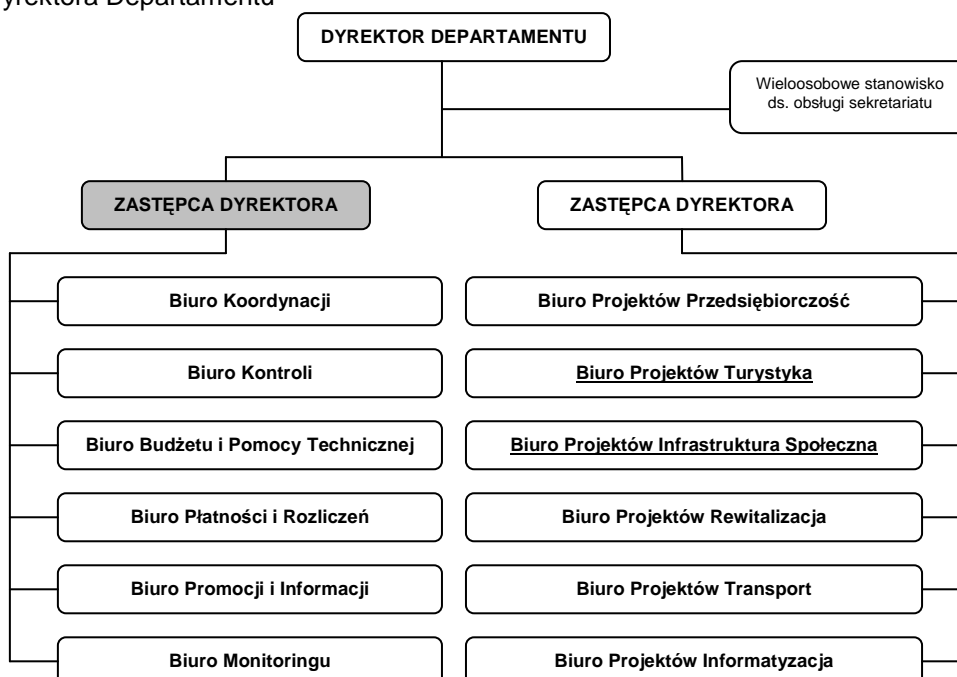 yrektora Departamentu
DYREKTOR DEPARTAMENTU
Wieloosobowe stanowisko
ds. obsługi sekretariatu
ZASTĘPCA DYREKTORA
ZASTĘPCA DYREKTORA
Biuro Koordynacji
Biuro Projektów Przedsiębiorczość
Biuro Kontroli
Biuro Projektów Turystyka
Biuro Budżetu i Pomocy Technicznej
Biuro Projektów Infrastruktura Społeczna
Biuro Płatności i Rozliczeń
Biuro Projektów Rewitalizacja
Biuro Promocji i Informacji
Biuro Projektów Transport
Biuro Monitoringu
Biuro Projektów Informatyzacja